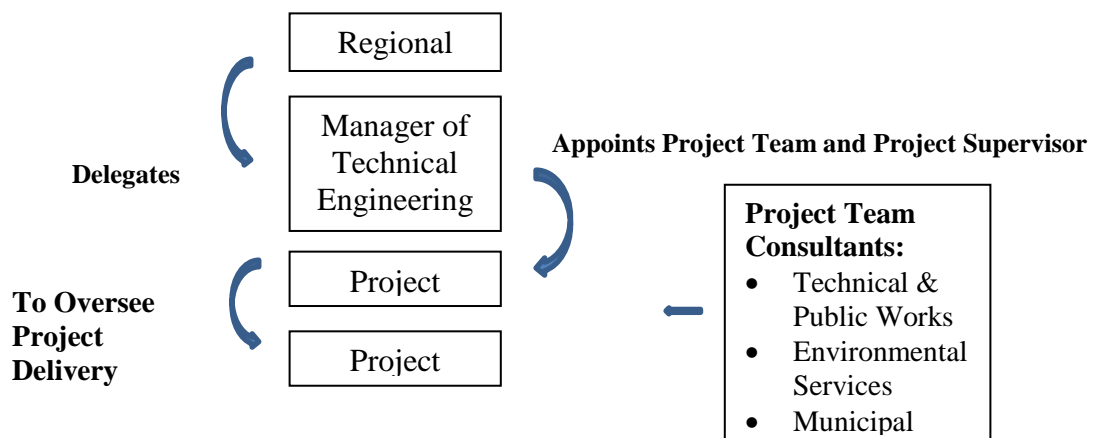 Regional
Manager of
Technical
Engineering
Delegates
Appoints Project Team and Project Supervisor
Project
Project
To Oversee
Project
Delivery
Project Team
Consultants:
• Technical &
Public Works
• Environmental
Services
• Municipal